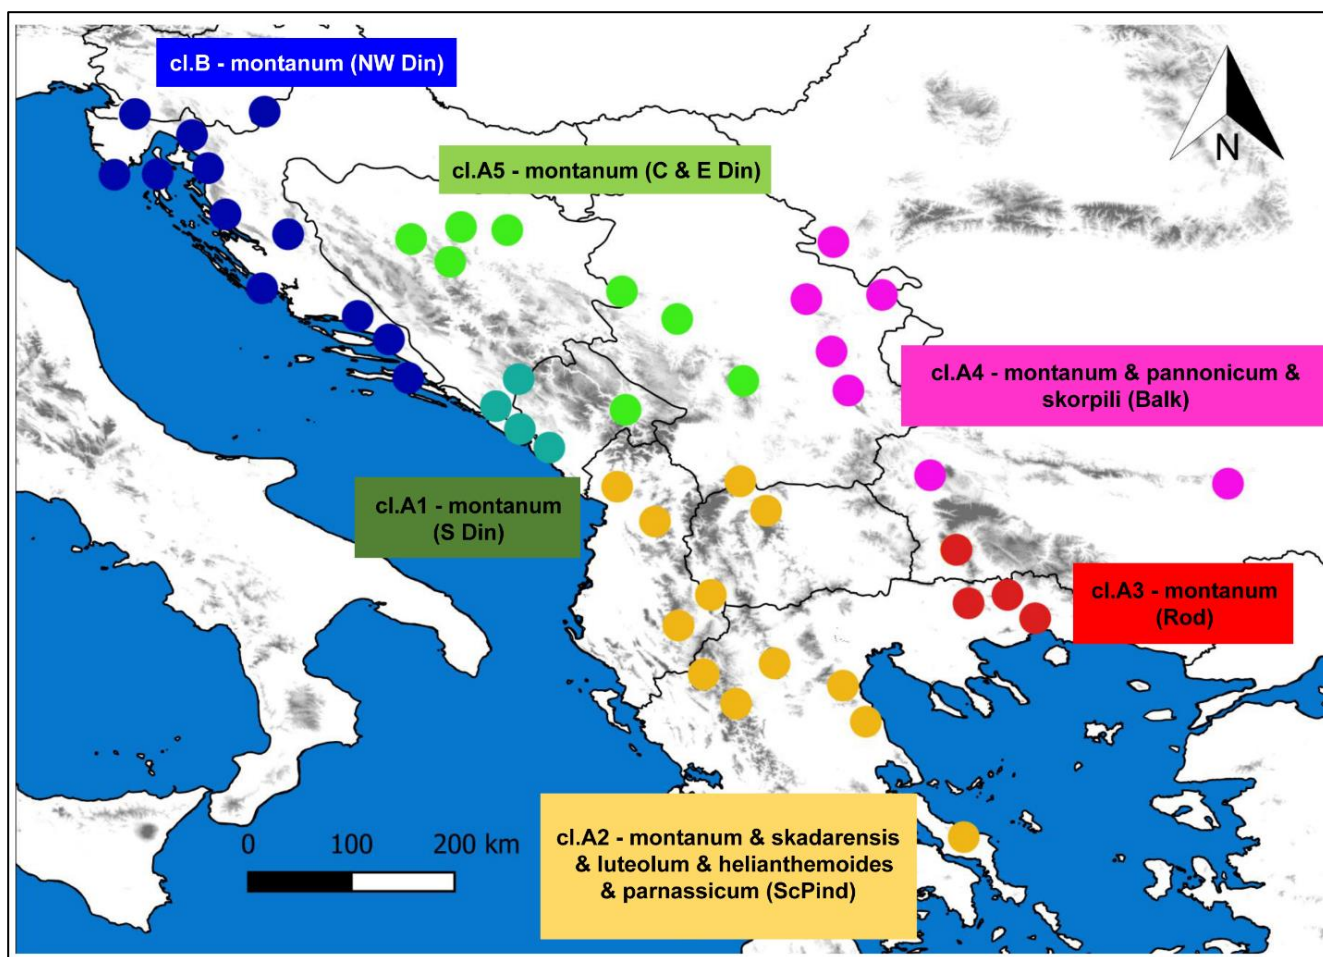 cl.B - montanum (NW Din)
N
cl.A5 - montanum (C & E Din)
cl.A4 - montanum & pannonicum &
skorpili (Balk)
cl.A1 - montanum
(S Din)
cl.A3 - montanum
(Rod)
0 100 200 km
cl.A2 - montanum & skadarensis
& luteolum & helianthemoides
& parnassicum (ScPind)